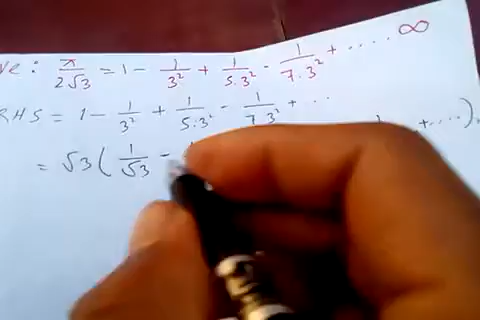 ve: π/2√3 = 1 - 1/3² + 1/5·3² - 1/7·3² + .... ∞
RHS = 1 - 1/3² + 1/5·3² - 1/7·3² + ...
= √3 ( 1/√3 - + ....)